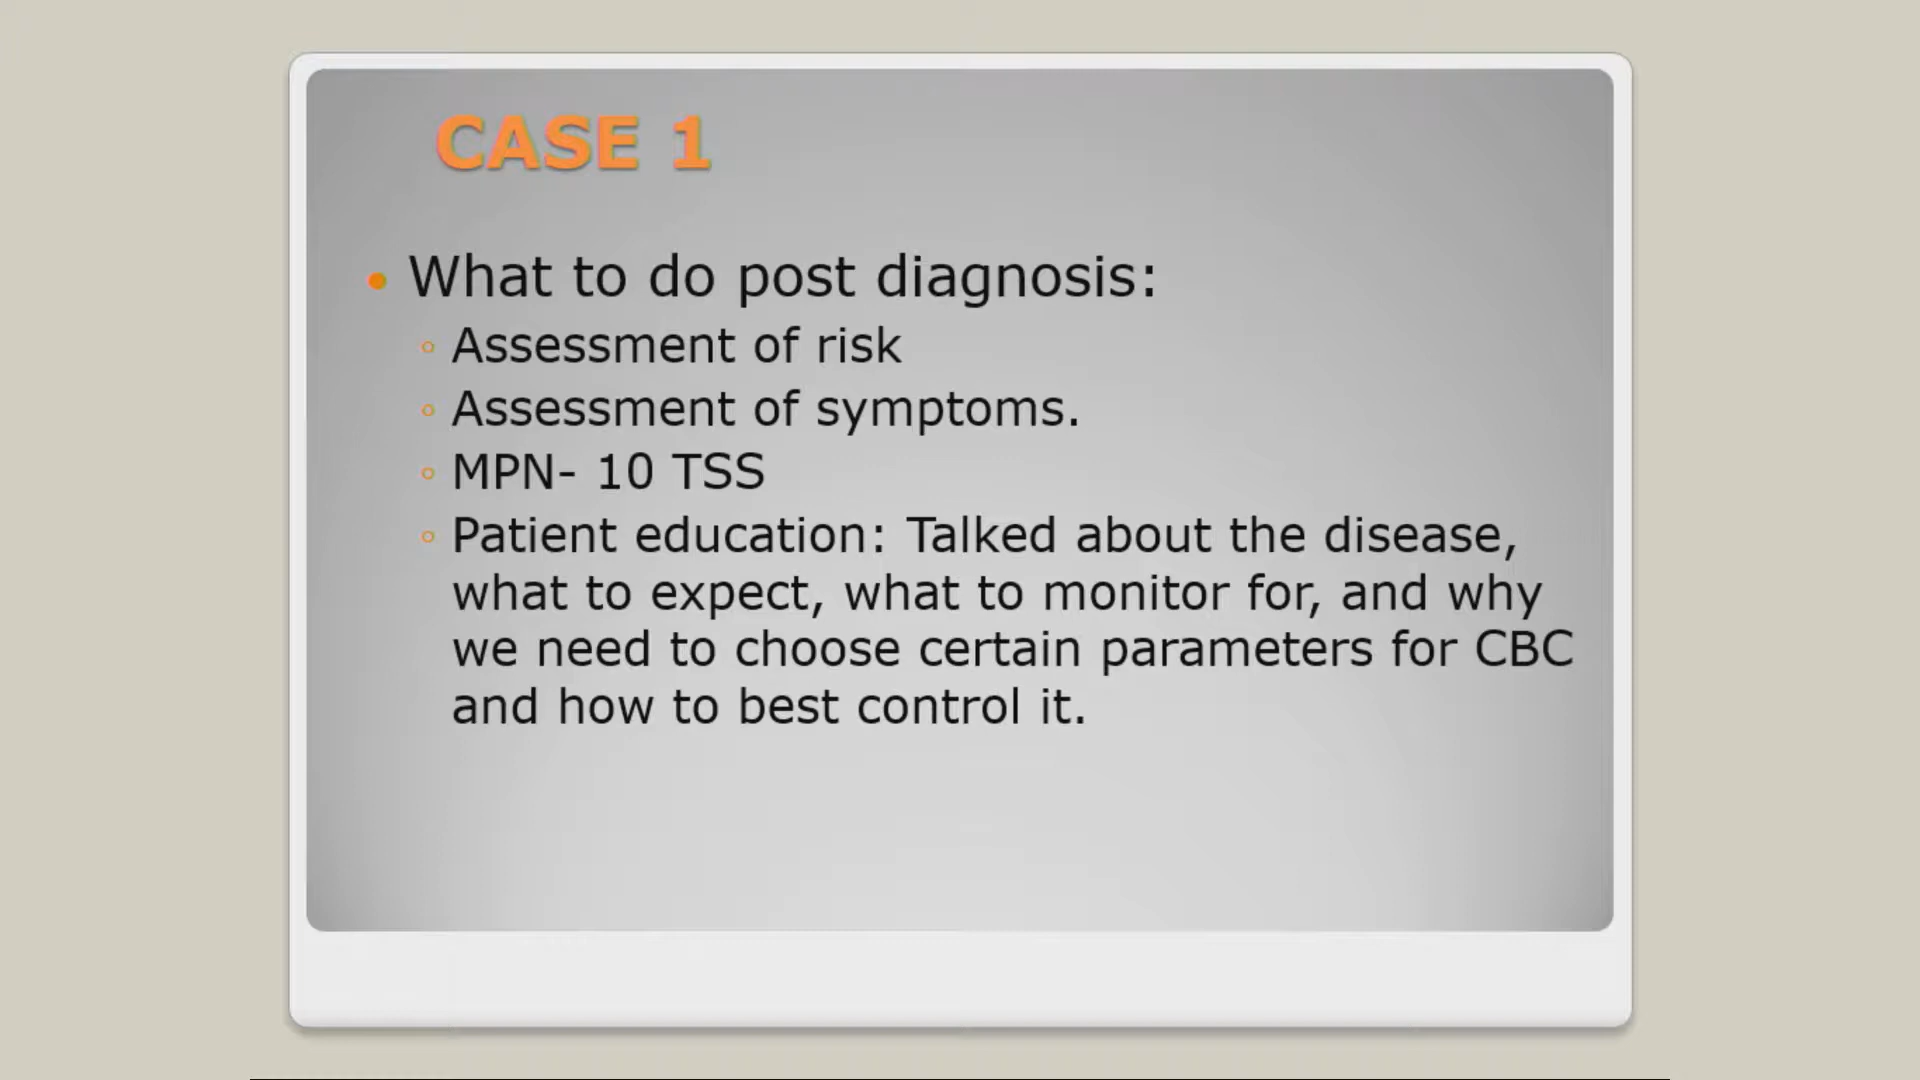 CASE 1
• What to do post diagnosis:
◦ Assessment of risk
◦ Assessment of symptoms.
◦ MPN- 10 TSS
◦ Patient education: Talked about the disease,
what to expect, what to monitor for, and why
we need to choose certain parameters for CBC
and how to best control it.